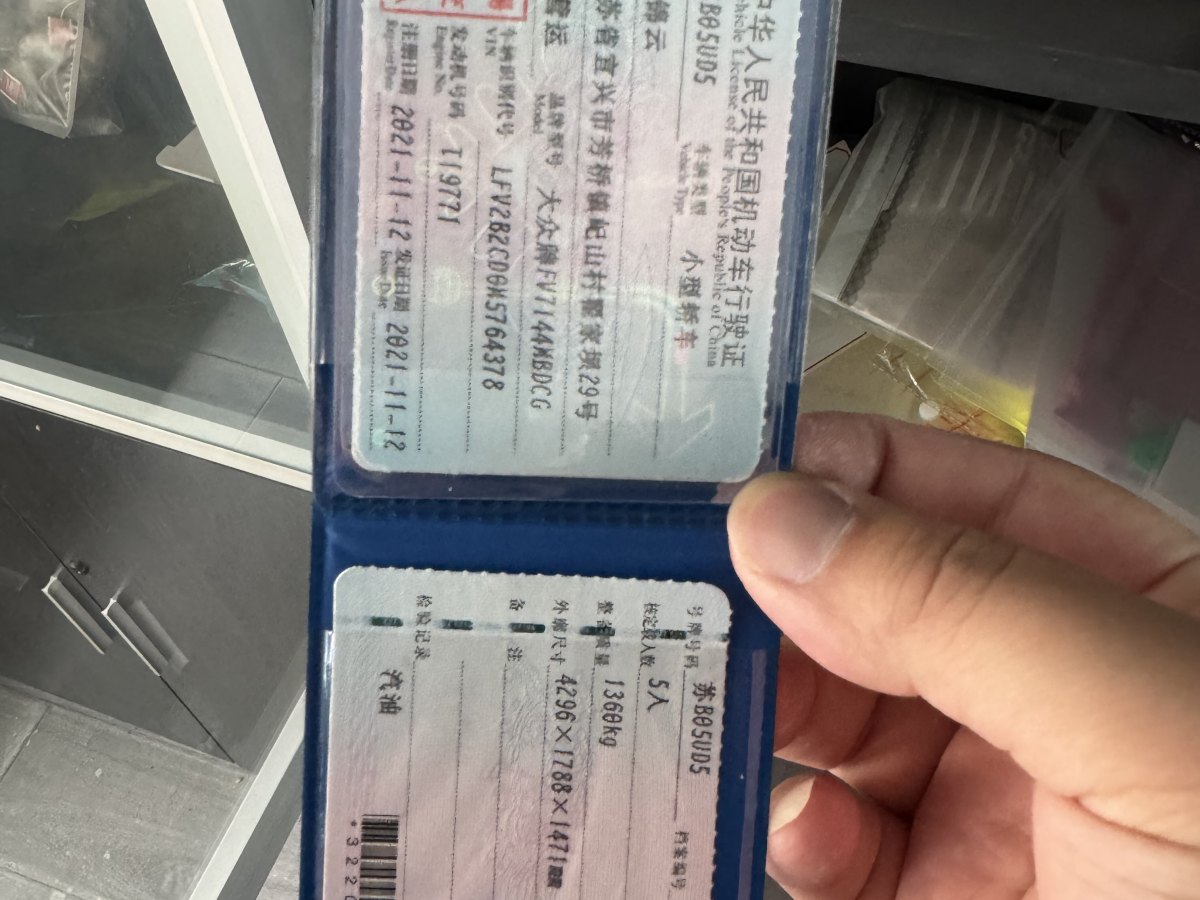 中华人民共和国机动车行驶证
Vehicle License of the People's Republic of China
B05UD5 车辆类型 小型轿车
Vehicle Type
佛云
苏省宜兴市芳桥镇屺山村翟家坝29号
营运 品牌型号 大众牌FV7144MBDCG
Model
车辆识别代号 LFV2B2CD0M5764378
VIN
发动机号码 T19771
Engine No.
注册日期 2021-11-12 发证日期 2021-11-12
Register Date Issue Date
号牌号码 苏B05UD5 档案编号
核定载人数 5人
整备质量 1360kg
外廓尺寸 4296×1788×1471
备 注
检验记录
汽油
*322